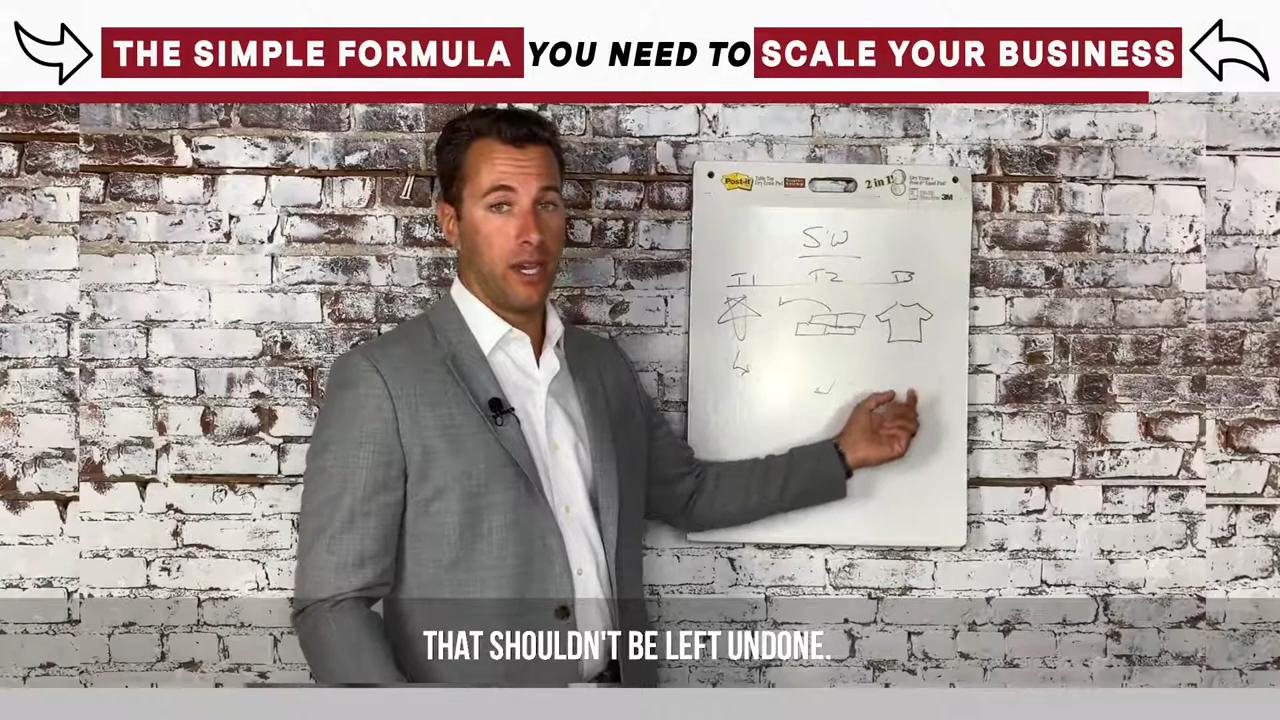 THE SIMPLE FORMULA YOU NEED TO SCALE YOUR BUSINESS
Post-it 2 in 1! 3M
5W
T1 T2 T3
THAT SHOULDN'T BE LEFT UNDONE.